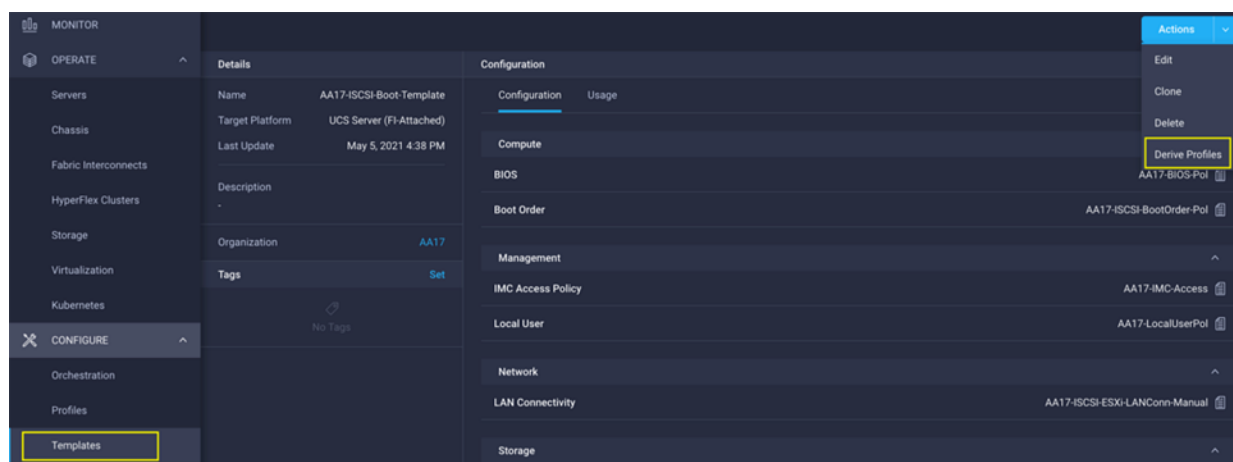 MONITOR
Actions
OPERATE
Details
Configuration
Edit
Servers
Name AA17-ISCSI-Boot-Template
Configuration Usage
Clone
Chassis
Target Platform UCS Server (FI-Attached)
Delete
Last Update May 5, 2021 4:38 PM
Compute
Derive Profiles
Fabric Interconnects
BIOS AA17-BIOS-Pol
Description
-
HyperFlex Clusters
Boot Order AA17-ISCSI-BootOrder-Pol
Storage
Organization AA17
Management
Virtualization
Tags Set
IMC Access Policy AA17-IMC-Access
Kubernetes
No Tags
Local User AA17-LocalUserPol
CONFIGURE
Orchestration
Network
Profiles
LAN Connectivity AA17-ISCSI-ESXi-LANConn-Manual
Templates
Storage